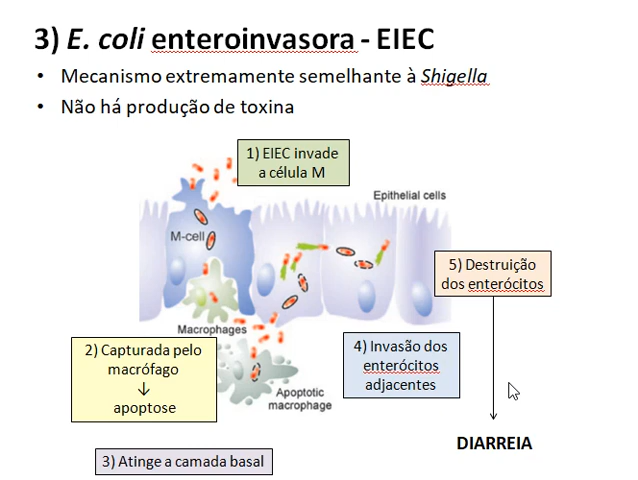 3) E. coli enteroinvasora - EIEC
• Mecanismo extremamente semelhante à Shigella
• Não há produção de toxina
1) EIEC invade
a célula M
Epithelial cells
M-cell
5) Destruição
dos enterócitos
Macrophages
2) Capturada pelo
macrófago
↓
apoptose
4) Invasão dos
enterócitos
adjacentes
Apoptotic
macrophage
DIARREIA
3) Atinge a camada basal